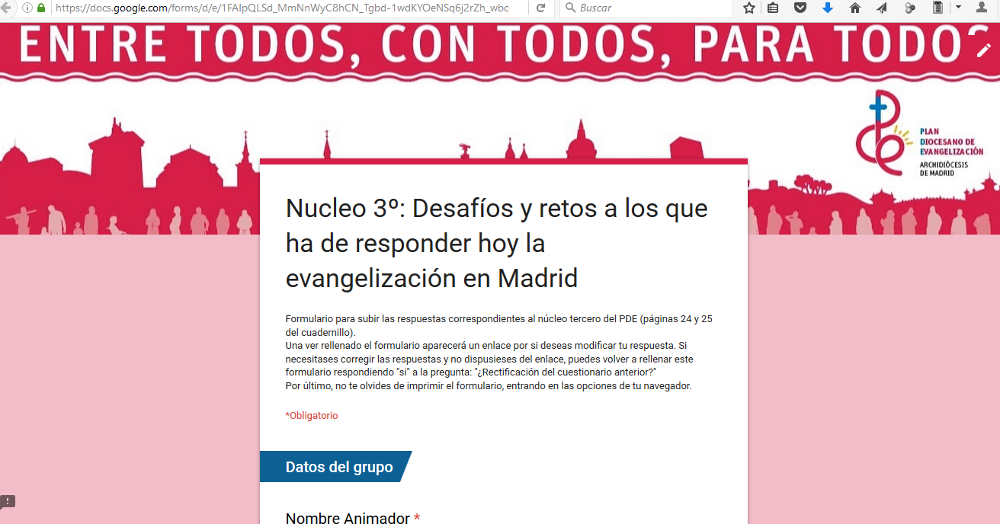 https://docs.google.com/forms/d/e/1FAIpQLSd_MmNnWyC8hCN_Tgbd-1wdKYOeNSq6j2rZh_wbc
Buscar
ENTRE TODOS, CON TODOS, PARA TODOS
PLAN
DIOCESANO DE
EVANGELIZACIÓN
ARCHIDIÓCESIS
DE MADRID
Nucleo 3º: Desafíos y retos a los que
ha de responder hoy la
evangelización en Madrid
Formulario para subir las respuestas correspondientes al núcleo tercero del PDE (páginas 24 y 25
del cuadernillo).
Una ver rellenado el formulario aparecerá un enlace por si deseas modificar tu respuesta. Si
necesitases corregir las respuestas y no dispusieses del enlace, puedes volver a rellenar este
formulario respondiendo "si" a la pregunta: "¿Rectificación del cuestionario anterior?"
Por último, no te olvides de imprimir el formulario, entrando en las opciones de tu navegador.
*Obligatorio
Datos del grupo
Nombre Animador *